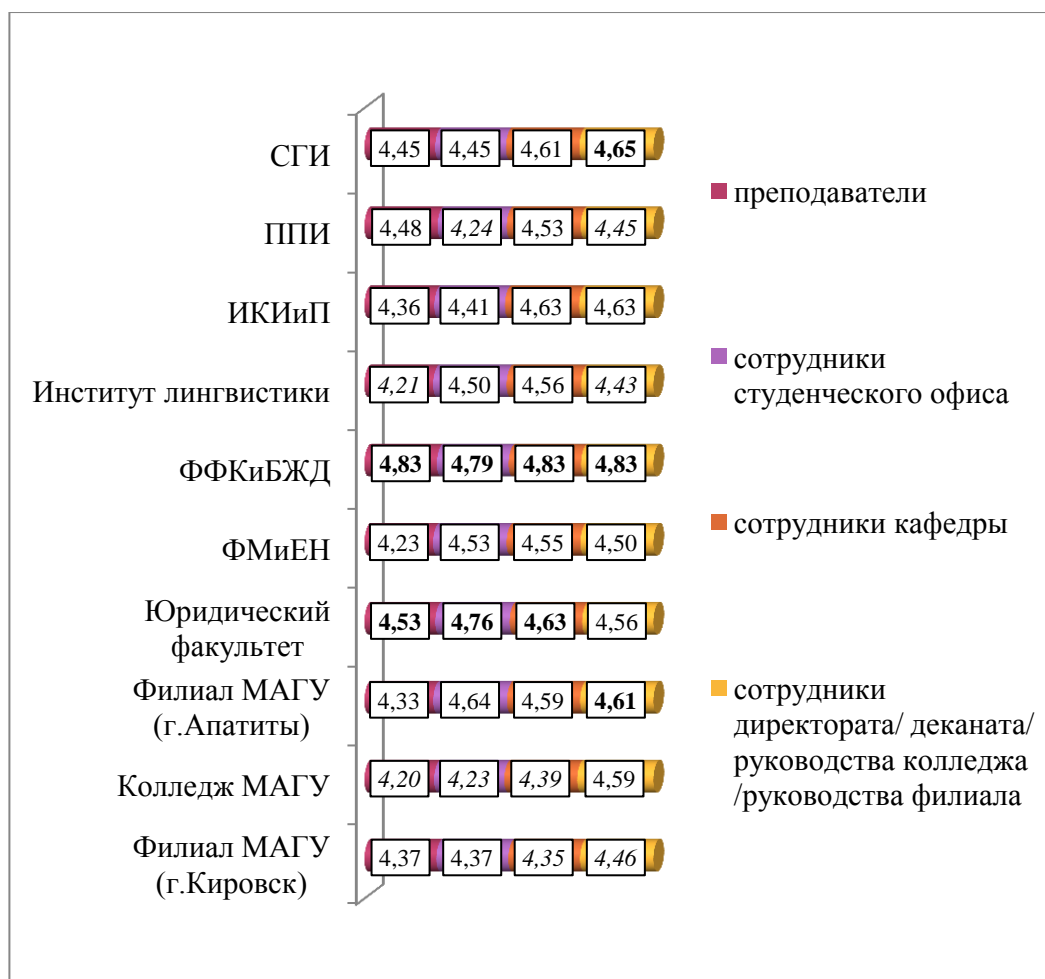 СГИ
4,45 4,45 4,61 4,65
ППИ
4,48 4,24 4,53 4,45
ИКИиП
4,36 4,41 4,63 4,63
Институт лингвистики
4,21 4,50 4,56 4,43
ФФКиБЖД
4,83 4,79 4,83 4,83
ФМиЕН
4,23 4,53 4,55 4,50
Юридический
факультет
4,53 4,76 4,63 4,56
Филиал МАГУ
(г.Апатиты)
4,33 4,64 4,59 4,61
Колледж МАГУ
4,20 4,23 4,39 4,59
Филиал МАГУ
(г.Кировск)
4,37 4,37 4,35 4,46
преподаватели
сотрудники
студенческого офиса
сотрудники кафедры
сотрудники
директората/ деканата/
руководства колледжа
/руководства филиала